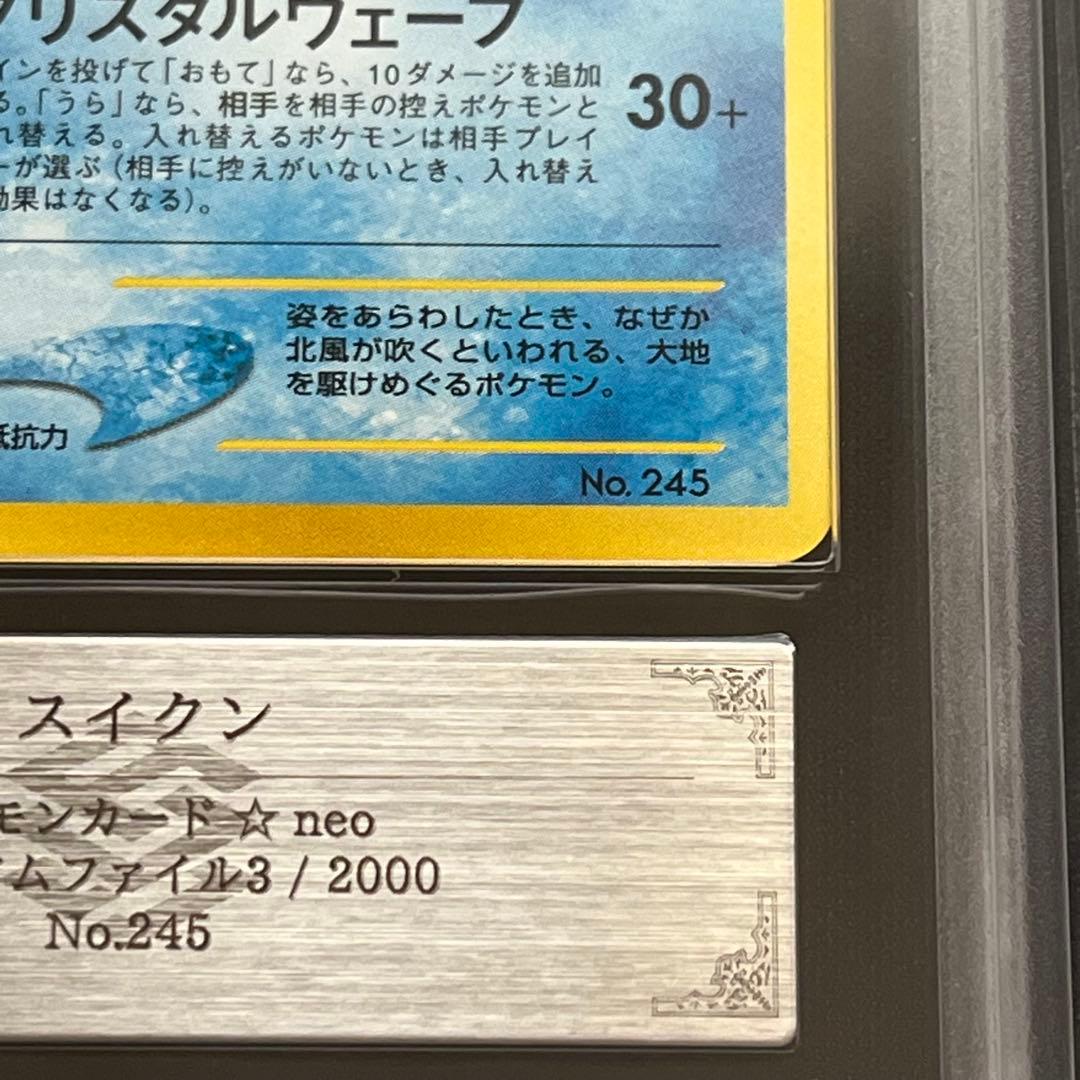 クリスタルウェーブ
インを投げて「おもて」なら、10ダメージを追加
る。「うら」なら、相手を相手の控えポケモンと
れ替える。入れ替えるポケモンは相手プレイ
ーが選ぶ（相手に控えがいないとき、入れ替え
効果はなくなる）。
30+
姿をあらわしたとき、なぜか
北風が吹くといわれる、大地
を駆けめぐるポケモン。
抵抗力
No. 245
スイクン
モンカード☆neo
イムファイル3 / 2000
No.245